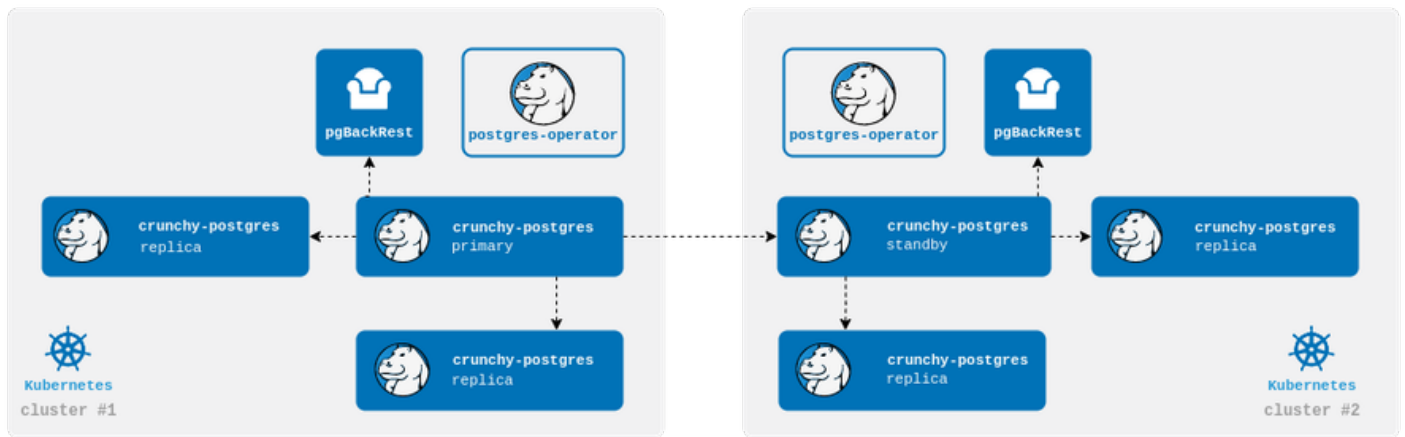 pgBackRest
postgres-operator
crunchy-postgres
replica
crunchy-postgres
primary
crunchy-postgres
replica
Kubernetes
cluster #1
postgres-operator
pgBackRest
crunchy-postgres
standby
crunchy-postgres
replica
crunchy-postgres
replica
Kubernetes
cluster #2